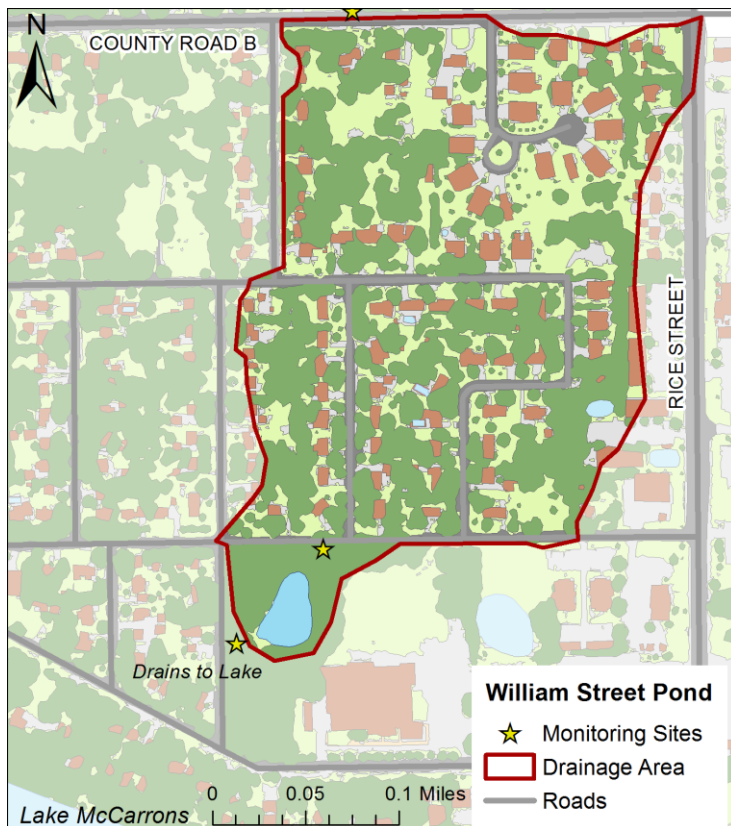 N
COUNTY ROAD B
RICE STREET
Drains to Lake
William Street Pond
Monitoring Sites
Drainage Area
Roads
0 0.05 0.1 Miles
Lake McCarrons